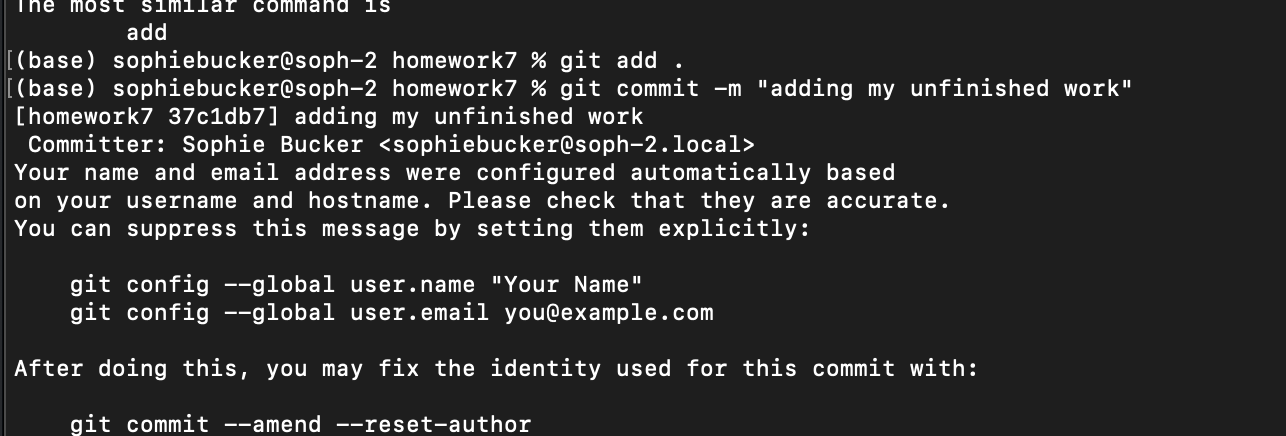 The most similar command is
add
[(base) sophiebucker@soph-2 homework7 % git add .
[(base) sophiebucker@soph-2 homework7 % git commit -m "adding my unfinished work"
[homework7 37c1db7] adding my unfinished work
Committer: Sophie Bucker <sophiebucker@soph-2.local>
Your name and email address were configured automatically based
on your username and hostname. Please check that they are accurate.
You can suppress this message by setting them explicitly:
git config --global user.name "Your Name"
git config --global user.email you@example.com
After doing this, you may fix the identity used for this commit with:
git commit --amend --reset-author